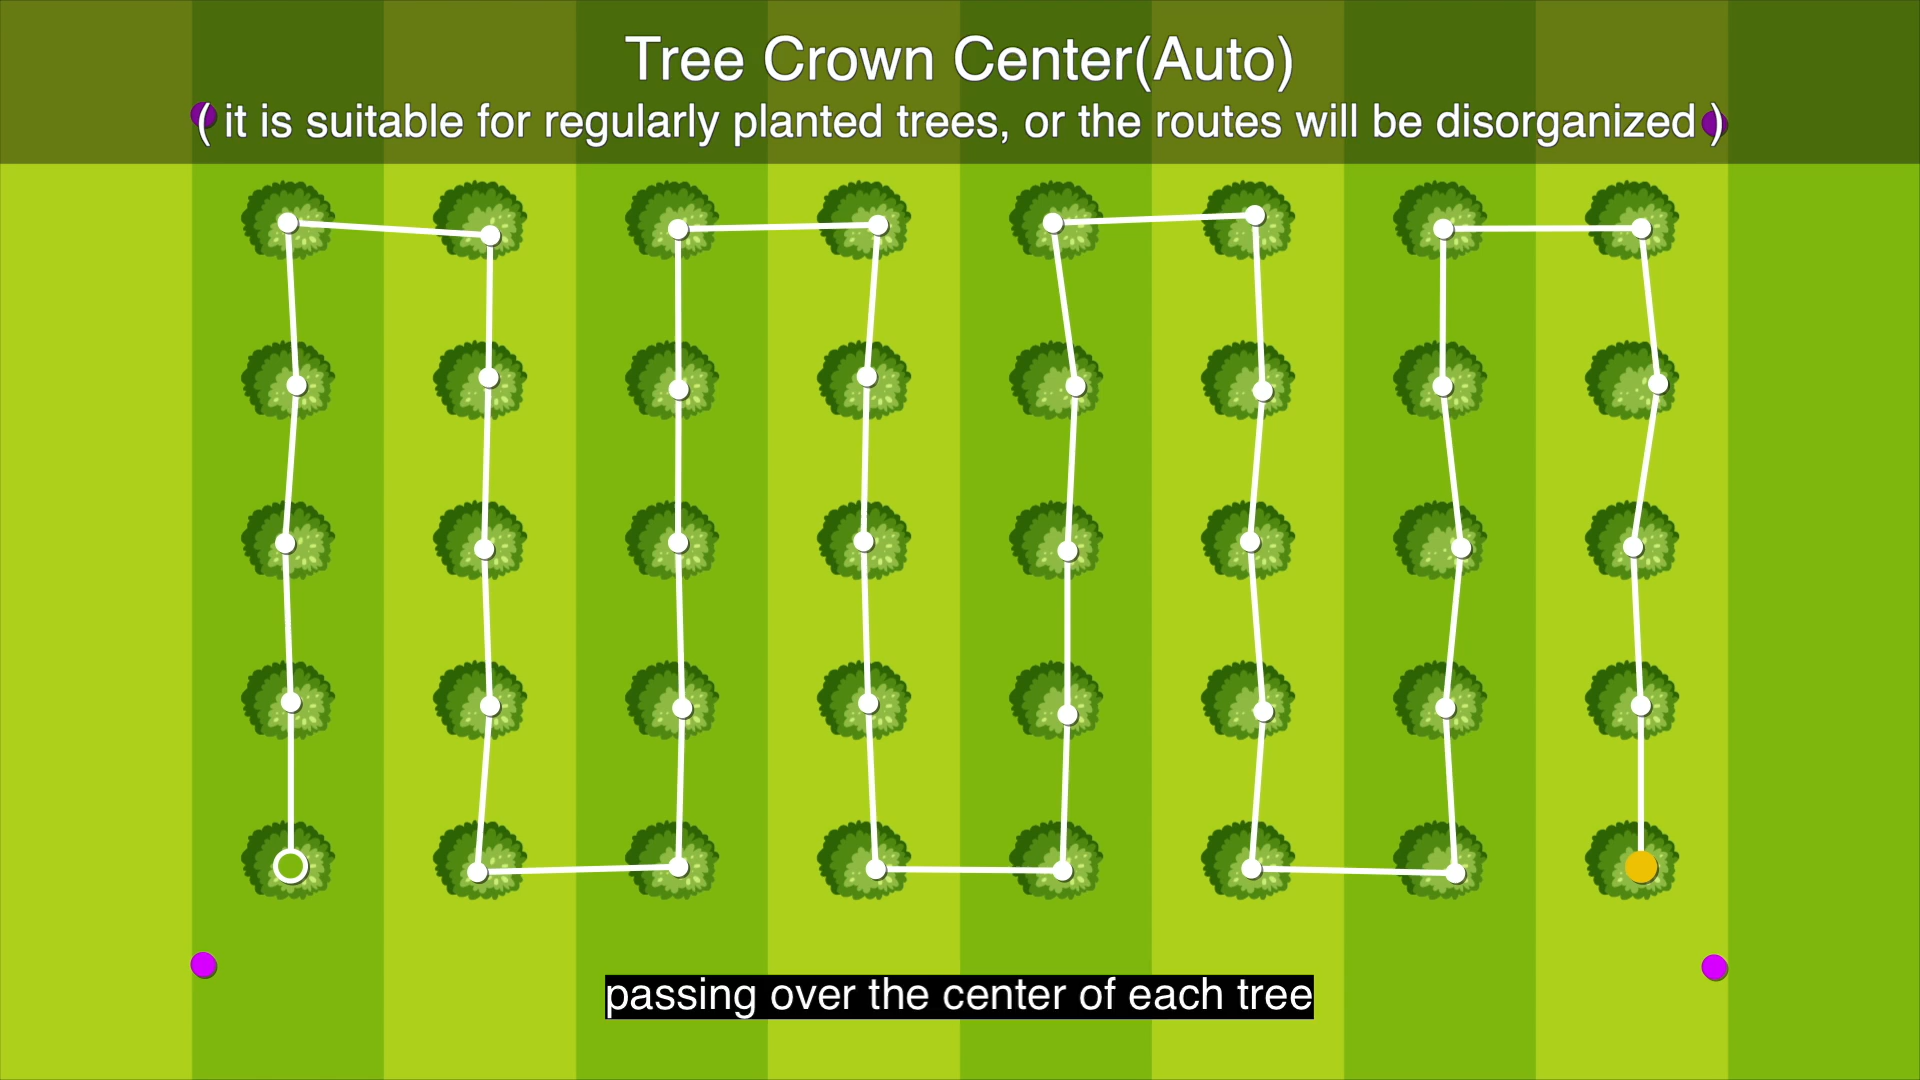 Tree Crown Center(Auto)
( it is suitable for regularly planted trees, or the routes will be disorganized )
passing over the center of each tree